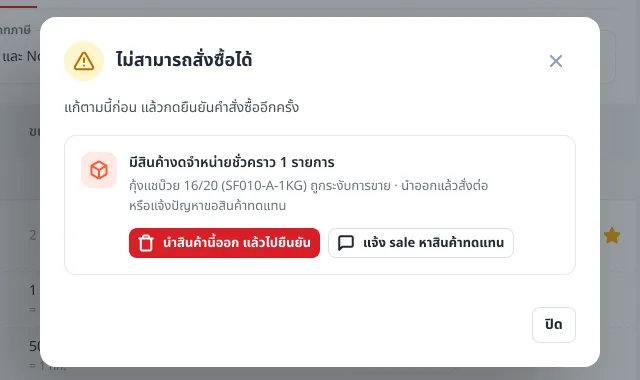 ไม่สามารถสั่งซื้อได้
แก้ตามนี้ก่อน แล้วกดยืนยันคำสั่งซื้ออีกครั้ง
มีสินค้างดจำหน่ายชั่วคราว 1 รายการ
กุ้งแชบ๊วย 16/20 (SF010-A-1KG) ถูกระงับการขาย · นำออกแล้วสั่งต่อ
หรือแจ้งปัญหาขอสินค้าทดแทน
นำสินค้านี้ออก แล้วไปยืนยัน
แจ้ง sale หาสินค้าทดแทน
ปิด
และ
2
1